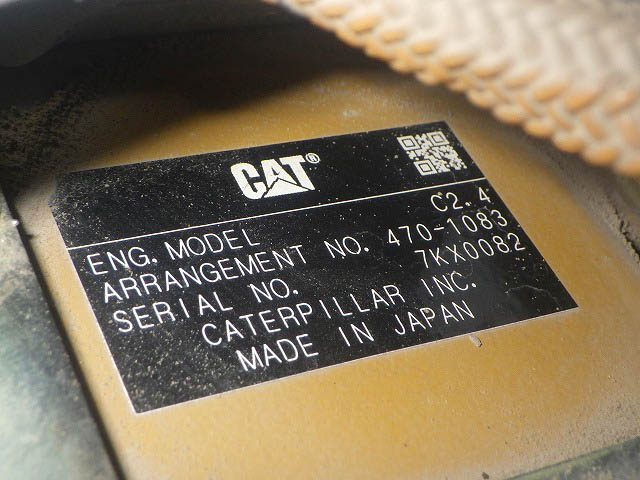 CAT®
ENG. MODEL C2.4
ARRANGEMENT NO. 470-1083
SERIAL NO. 7KX0082
CATERPILLAR INC.
MADE IN JAPAN